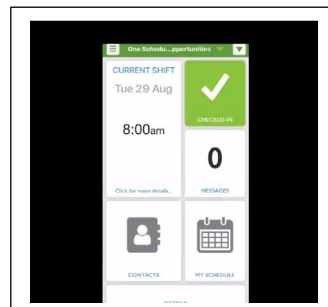 One Schedu...pportunities
CURRENT SHIFT
Tue 29 Aug
8:00am
Click for more details...
CHECKED-IN
0
MESSAGES
CONTACTS
MY SCHEDULE